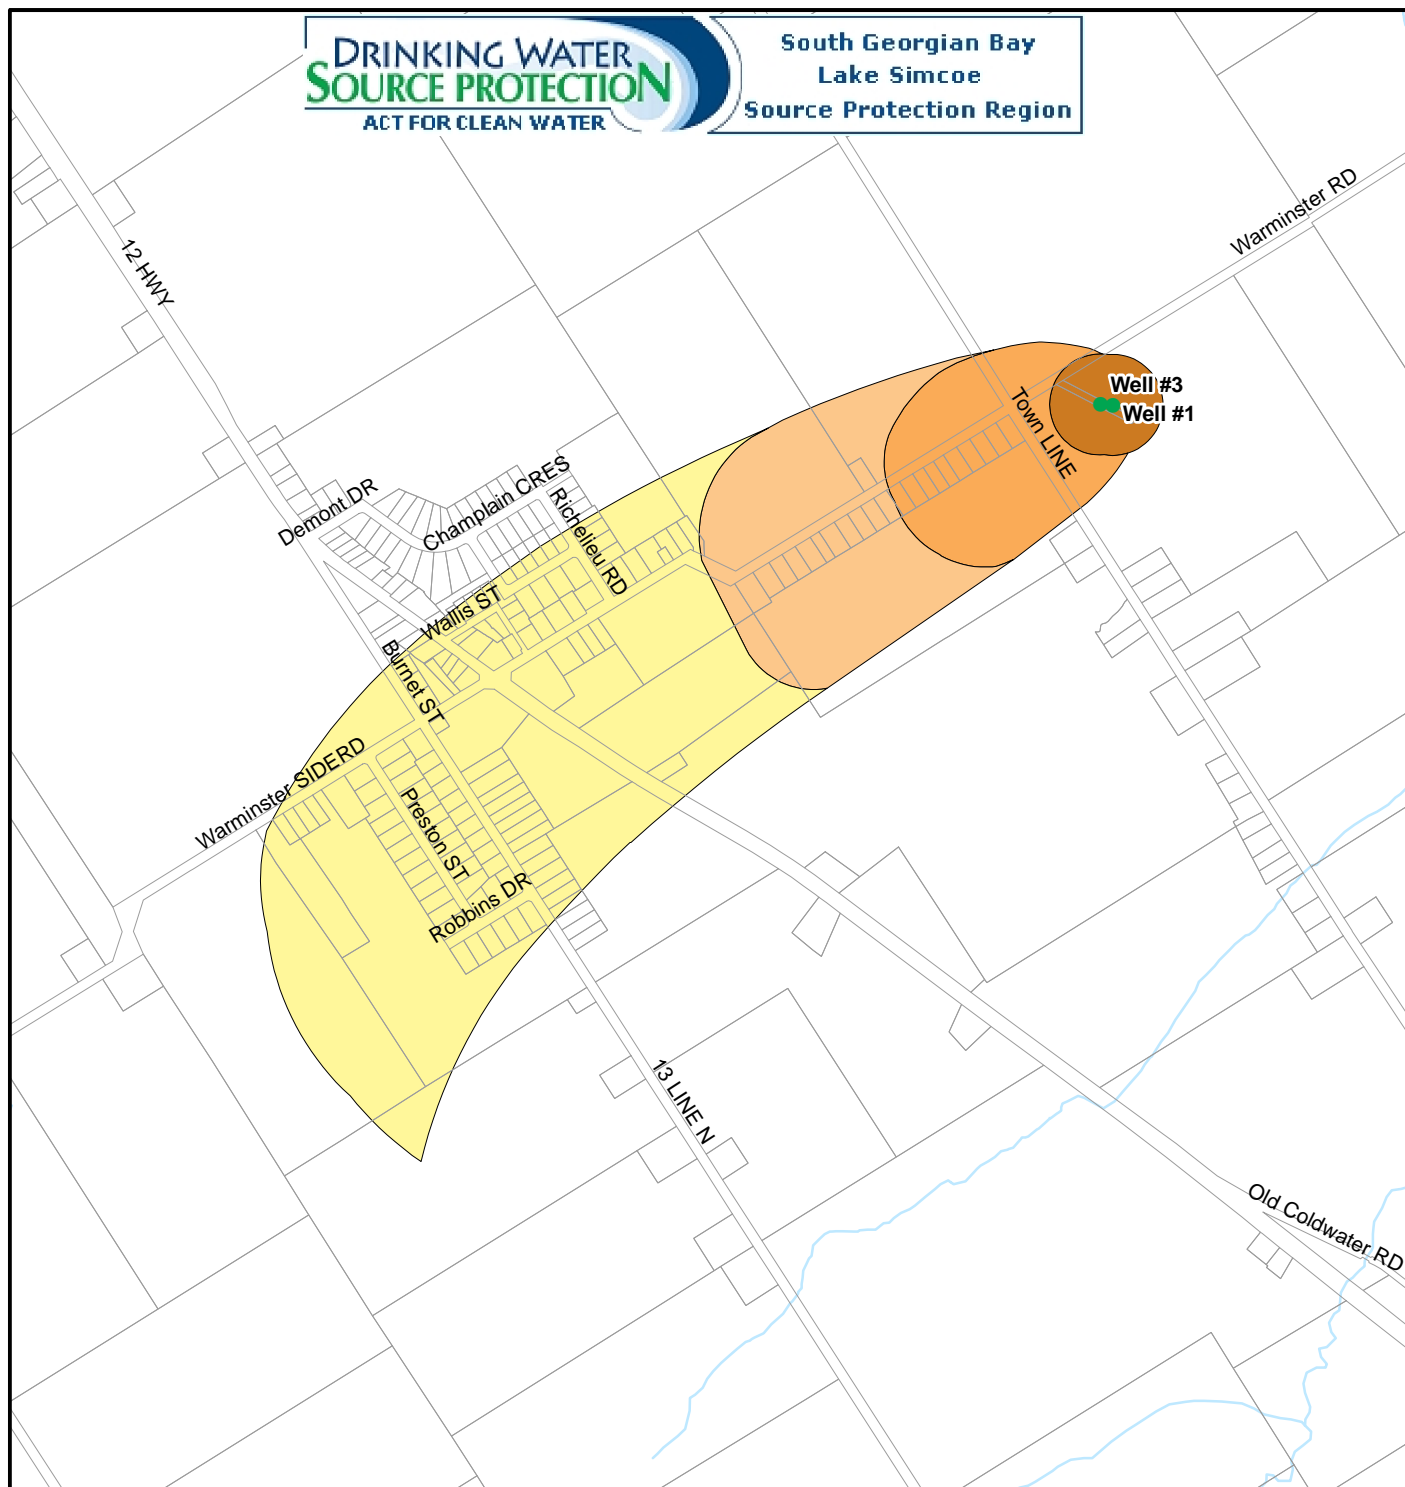 DRINKING WATER
SOURCE PROTECTION
ACT FOR CLEAN WATER
South Georgian Bay
Lake Simcoe
Source Protection Region
Warminster RD
12 HWY
Well #3
Well #1
Town LINE
Champlain CRES
Demont DR
Richelieu RD
Wallis ST
Burnet ST
Warminster SIDERD
Preston ST
Robbins DR
13 LINE N
Old Coldwater RD